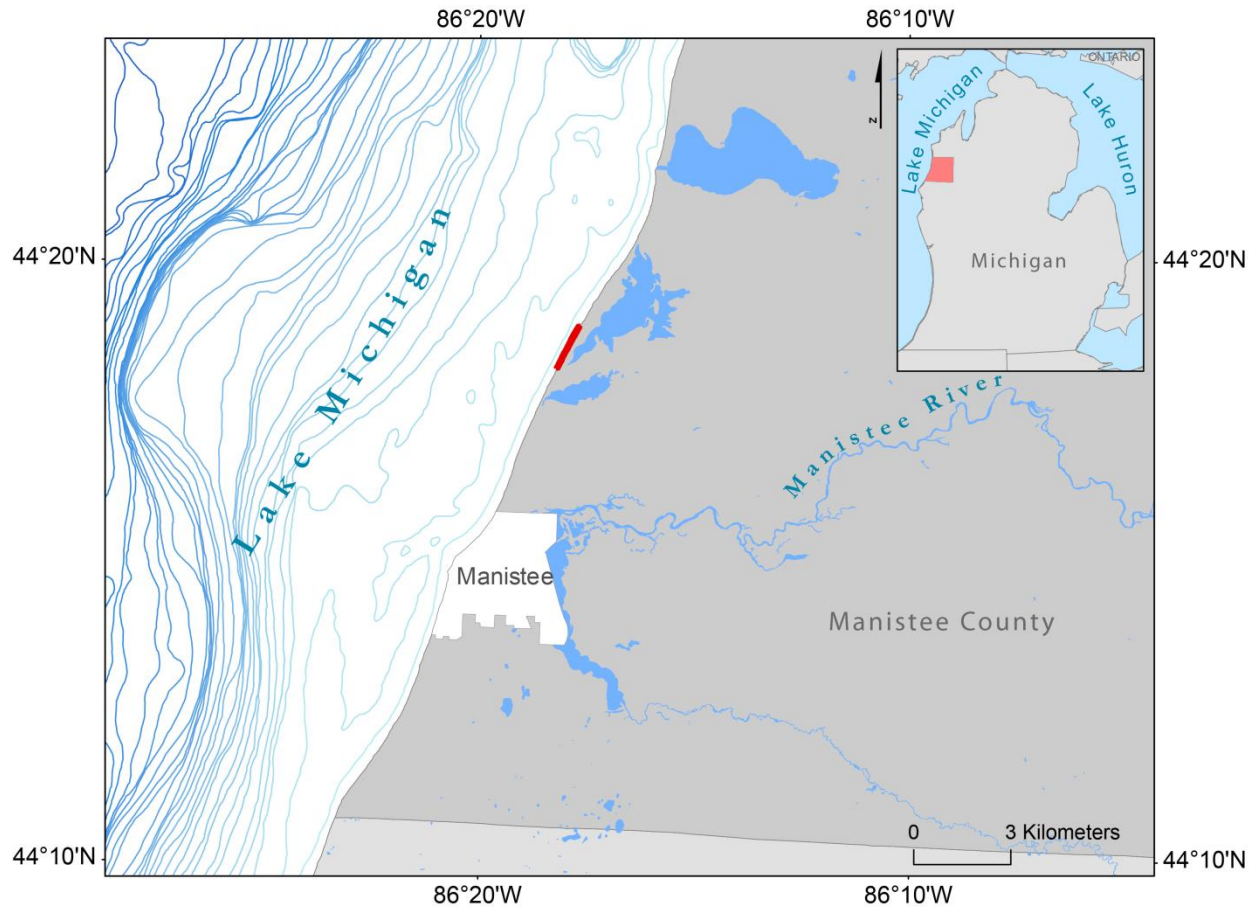 86°20'W 86°10'W
ONTARIO
Lake Michigan
Lake Huron
N
44°20'N 44°20'N
Michigan
Lake Michigan
Manistee River
Manistee
Manistee County
0 3 Kilometers
44°10'N 44°10'N
86°20'W 86°10'W